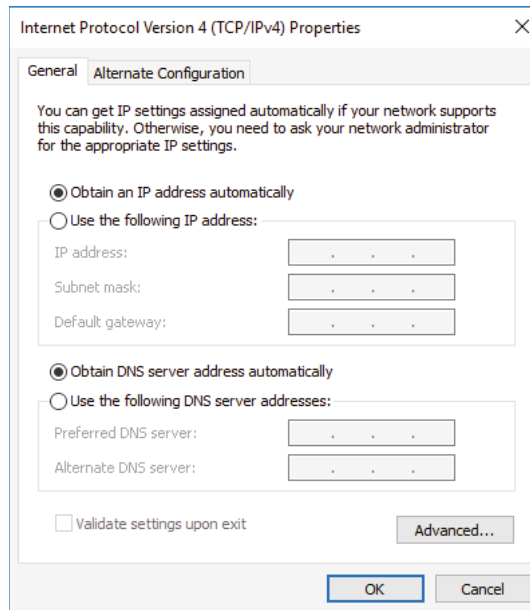 Internet Protocol Version 4 (TCP/IPv4) Properties
General
Alternate Configuration
You can get IP settings assigned automatically if your network supports
this capability. Otherwise, you need to ask your network administrator
for the appropriate IP settings.
Obtain an IP address automatically
Use the following IP address:
IP address:
Subnet mask:
Default gateway:
Obtain DNS server address automatically
Use the following DNS server addresses:
Preferred DNS server:
Alternate DNS server:
Validate settings upon exit
Advanced...
OK
Cancel